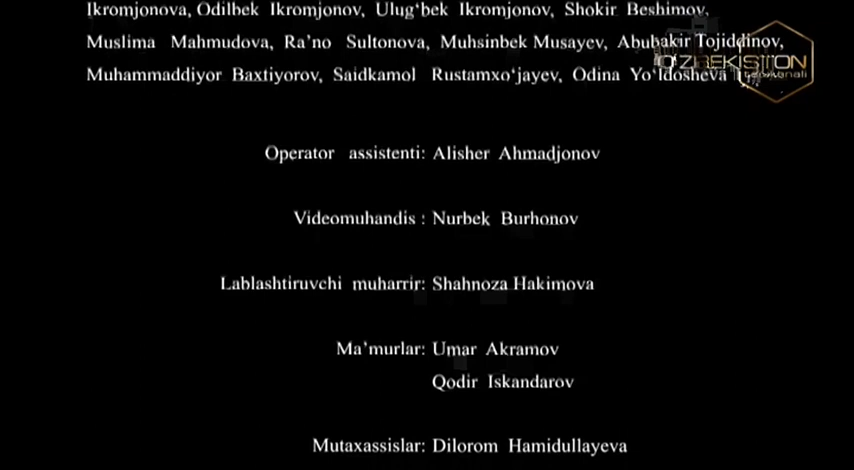 Ikromjonova, Odilbek Ikromjonov, Ulug‘bek Ikromjonov, Shokir Beshimov,
Muslima Mahmudova, Ra’no Sultonova, Muhsinbek Musayev, Abubakir Tojiddinov,
Muhammaddiyor Baxtiyorov, Saidkamol Rustamxo‘jayev, Odina Yo‘ldosheva
O‘ZBEKISTON
telekanali
Operator assistenti: Alisher Ahmadjonov
Videomuhandis : Nurbek Burhonov
Lablashtiruvchi muharrir: Shahnoza Hakimova
Ma’murlar: Umar Akramov
Qodir Iskandarov
Mutaxassislar: Dilorom Hamidullayeva